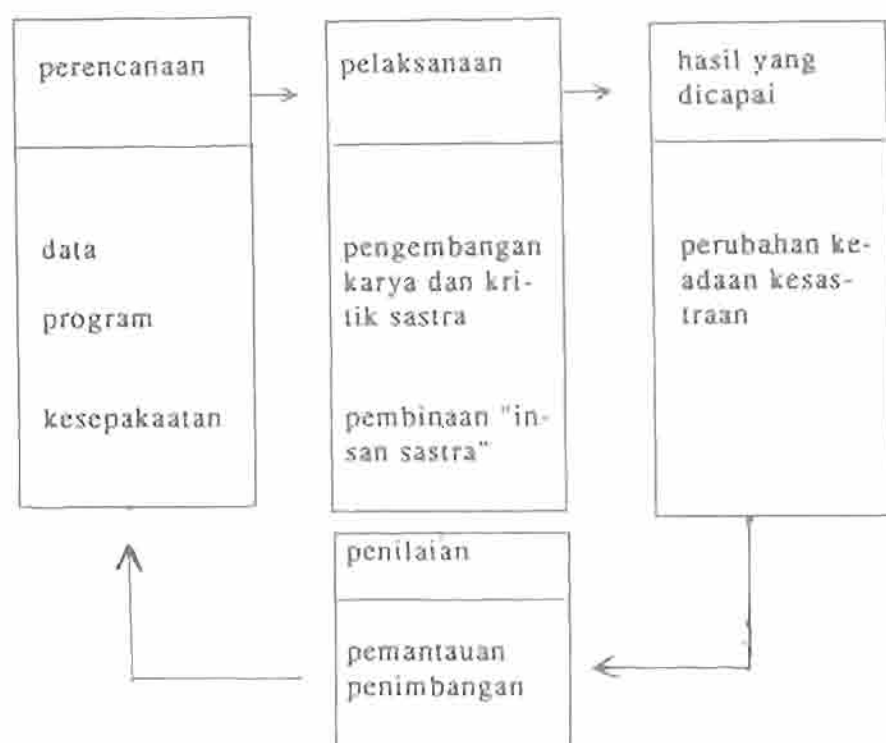 perencanaan
data
program
kesepakaatan
pelaksanaan
pengembangan
karya dan kri-
tik sastra
pembinaan "in-
san sastra"
hasil yang
dicapai
perubahan ke-
adaan kesas-
traan
penilaian
pemantauan
penimbangan